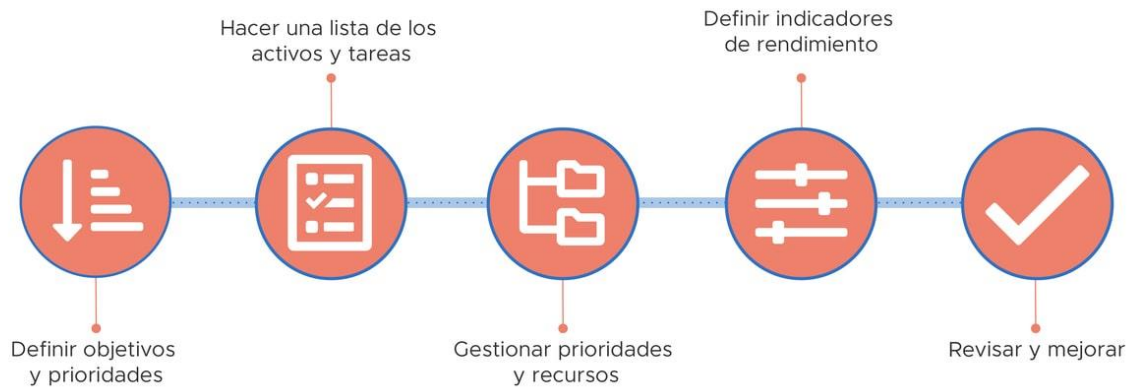 Definir objetivos
y prioridades
Hacer una lista de los
activos y tareas
Gestionar prioridades
y recursos
Definir indicadores
de rendimiento
Revisar y mejorar